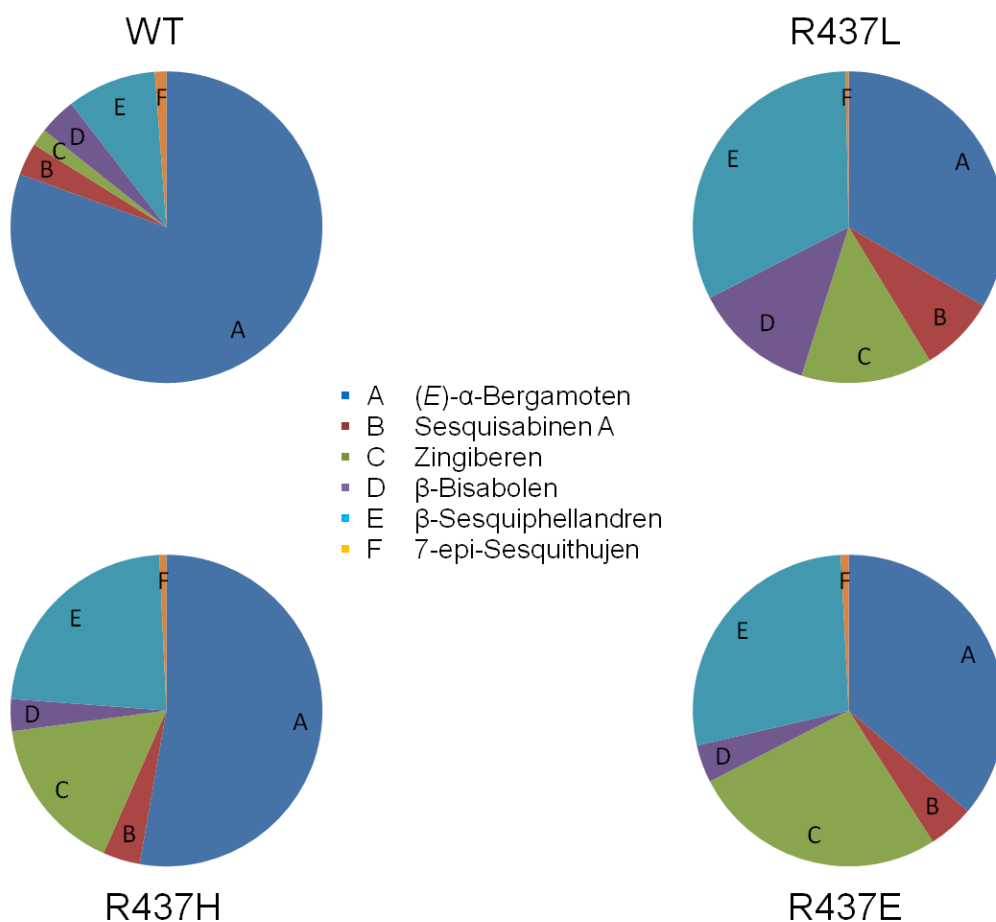 WT
F
E
D
C
B
A
R437L
F
A
E
B
D
C
A (E)-α-Bergamoten
B Sesquisabinen A
C Zingiberen
D β-Bisabolen
E β-Sesquiphellandren
F 7-epi-Sesquithujen
F
E
A
D
C
B
R437H
F
E
A
D
B
C
R437E